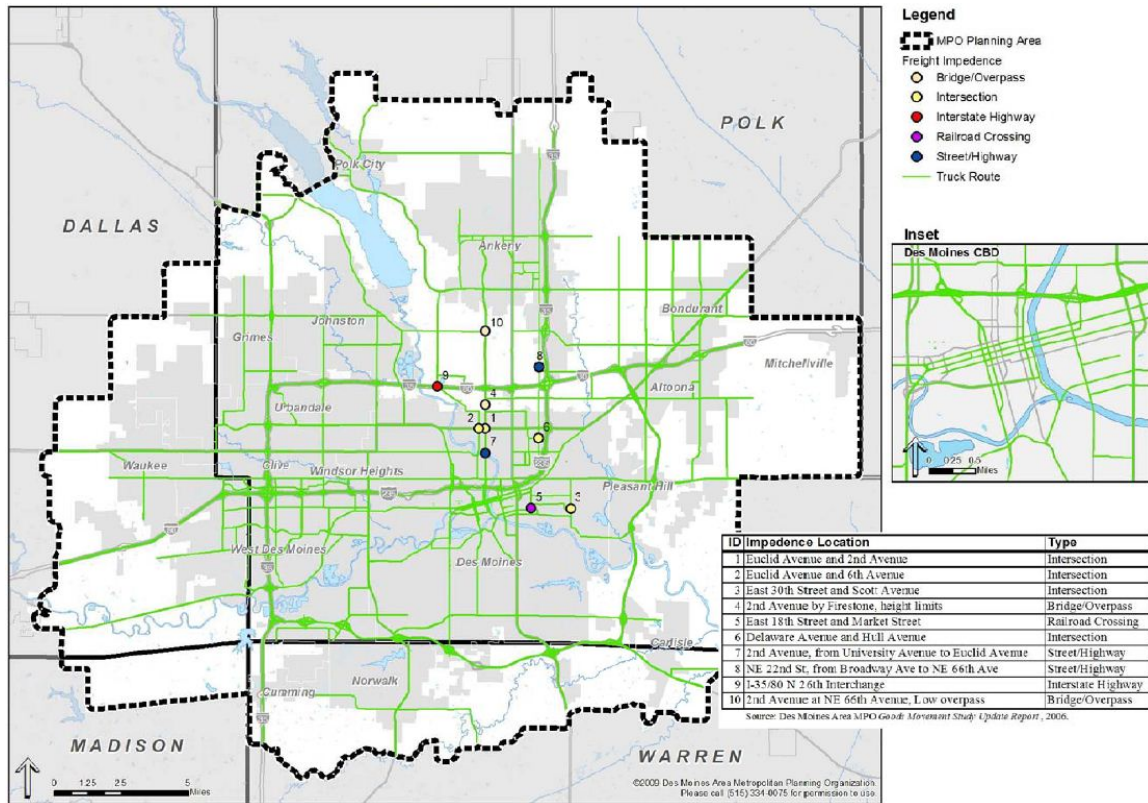 Legend
MPO Planning Area
Freight Impedence
Bridge/Overpass
Intersection
Interstate Highway
Railroad Crossing
Street/Highway
Truck Route
POLK
DALLAS
Polk City
Ankeny
Inset
Des Moines CBD
0 0.25 0.5
Miles
35
Bondurant
10
Johnston
Grimes
8
Mitchellville
9
80
Altoona
4
Urbandale
2 1
6
7
235
Waukee
Clive
Windsor Heights
235
Pleasant Hill
5 3
80
West Des Moines
Des Moines
35
Carlisle
Norwalk
Cumming
35
MADISON
WARREN
0 1.25 2.5 5
Miles
©2009 Des Moines Area Metropolitan Planning Organization
Please call (515) 334-0075 for permission to use
ID Impedence Location Type
1 Euclid Avenue and 2nd Avenue Intersection
2 Euclid Avenue and 6th Avenue Intersection
3 East 30th Street and Scott Avenue Intersection
4 2nd Avenue by Firestone, height limits Bridge/Overpass
5 East 18th Street and Market Street Railroad Crossing
6 Delaware Avenue and Hull Avenue Intersection
7 2nd Avenue, from University Avenue to Euclid Avenue Street/Highway
8 NE 22nd St, from Broadway Ave to NE 66th Ave Street/Highway
9 I-35/80 N 26th Interchange Interstate Highway
10 2nd Avenue at NE 66th Avenue, Low overpass Bridge/Overpass
Source: Des Moines Area MPO Goods Movement Study Update Report , 2006.